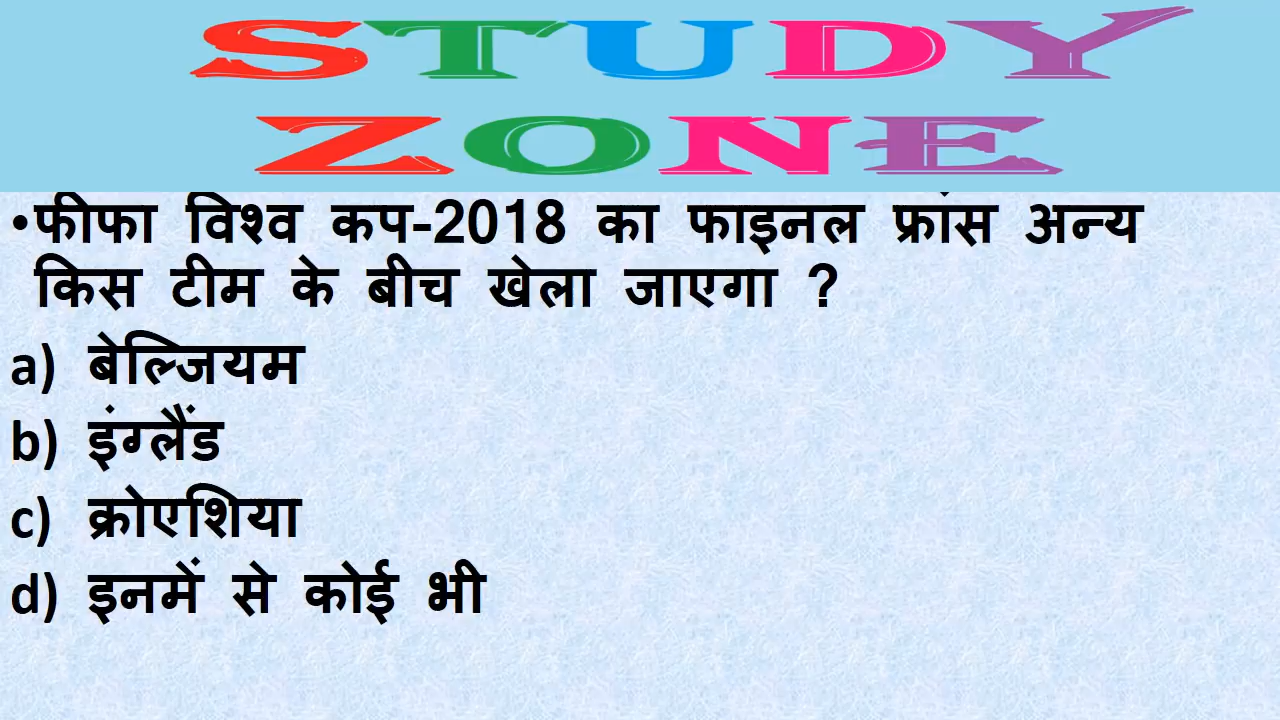 STUDY
ZONE
•फीफा विश्व कप-2018 का फाइनल फ्रांस अन्य
किस टीम के बीच खेला जाएगा ?
a) बेल्जियम
b) इंग्लैंड
c) क्रोएशिया
d) इनमें से कोई भी